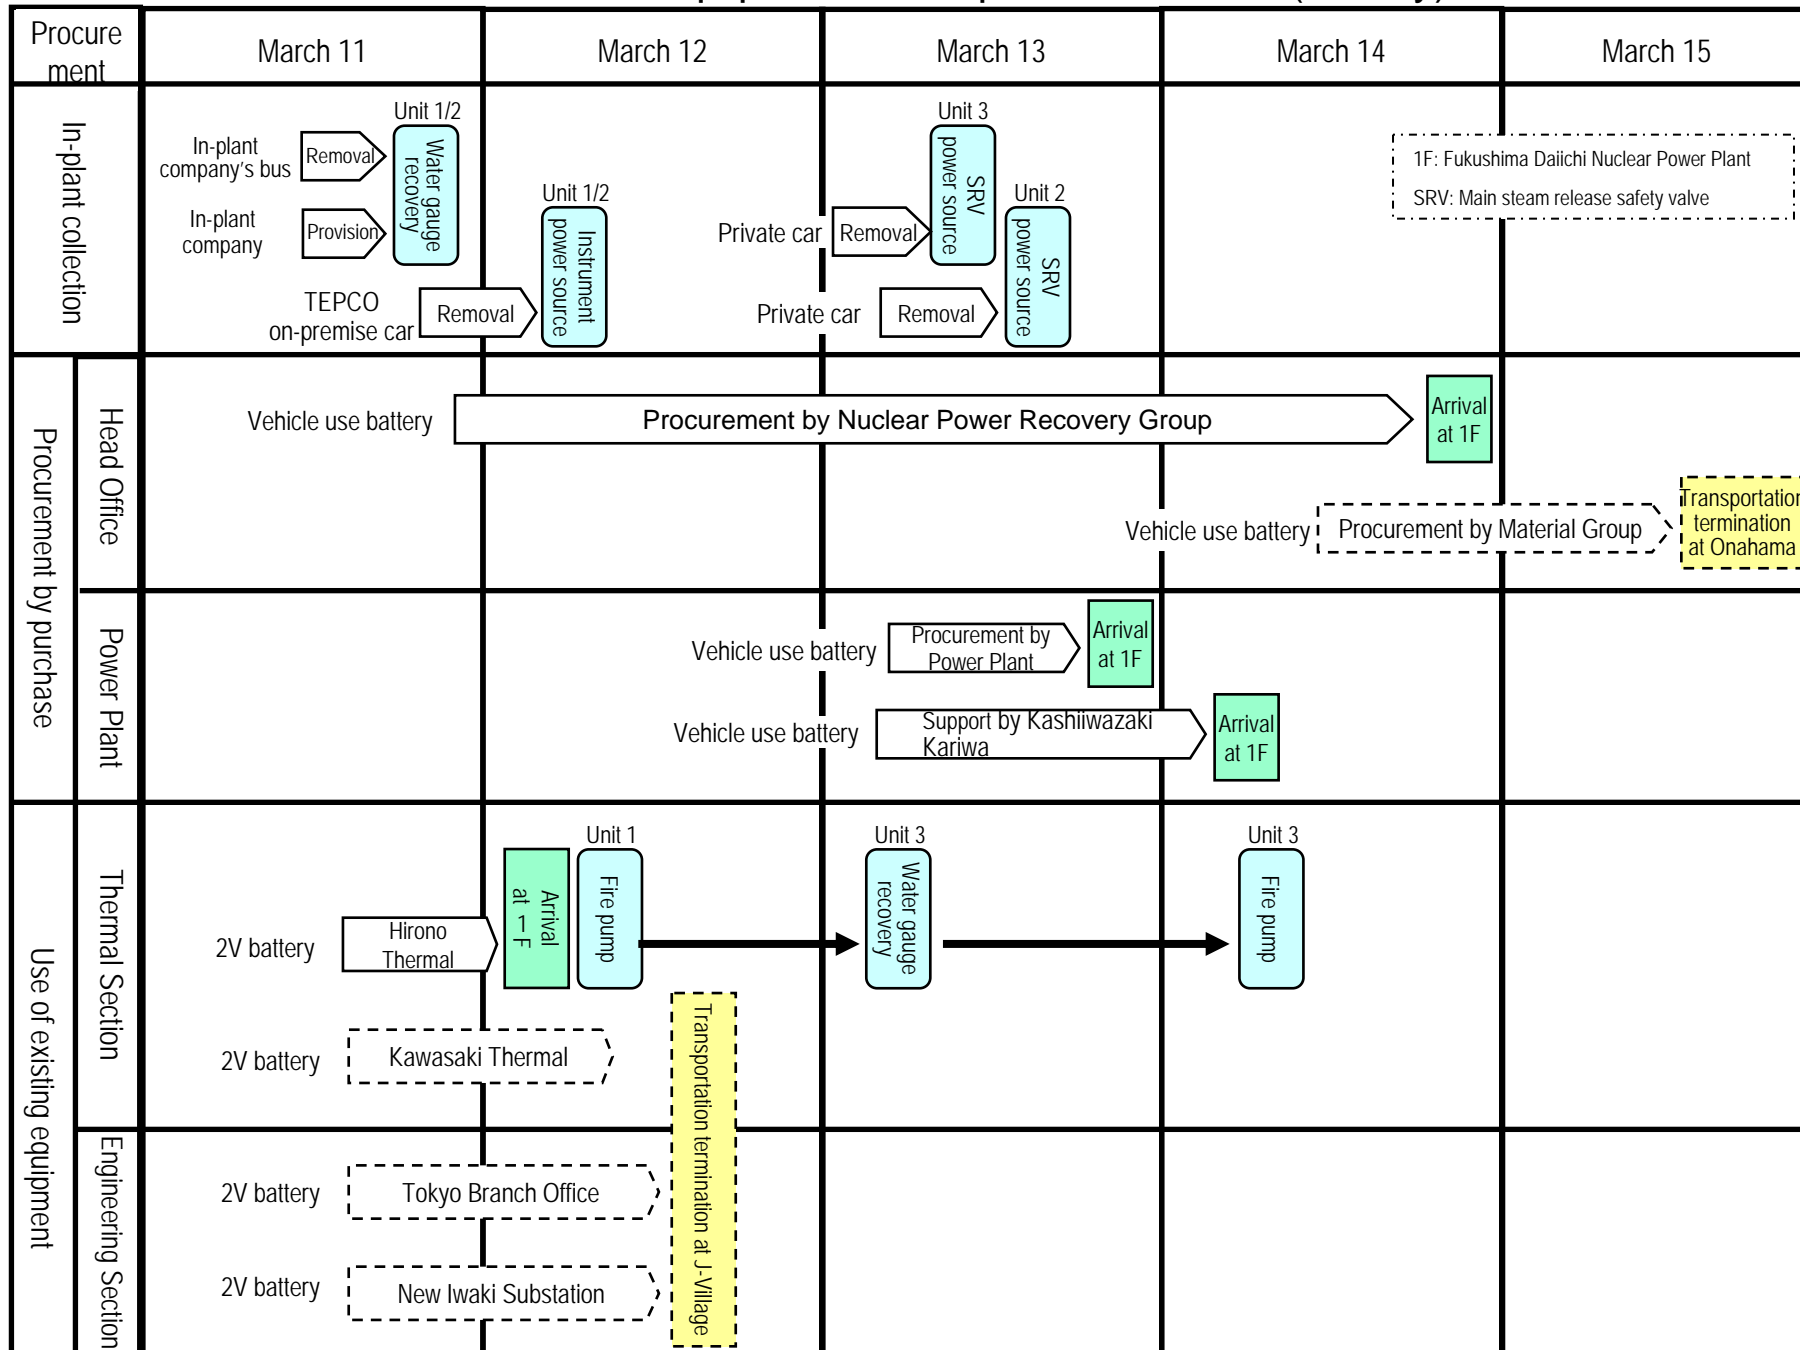 Procure
ment
March 11
March 12
March 13
March 14
March 15
In-plant collection
In-plant
company's bus
Removal
In-plant
company
Provision
Unit 1/2
Water gauge
recovery
TEPCO
on-premise car
Removal
Unit 1/2
Instrument
power source
Private car
Removal
Unit 3
SRV
power source
Private car
Removal
Unit 2
SRV
power source
1F: Fukushima Daiichi Nuclear Power Plant
SRV: Main steam release safety valve
Procurement by purchase
Head Office
Vehicle use battery
Procurement by Nuclear Power Recovery Group
Arrival
at 1F
Vehicle use battery
Procurement by Material Group
Transportation
termination
at Onahama
Power Plant
Vehicle use battery
Procurement by
Power Plant
Arrival
at 1F
Vehicle use battery
Support by Kashiiwazaki
Kariwa
Arrival
at 1F
Use of existing equipment
Thermal Section
2V battery
Hirono
Thermal
Arrival
at 1F
Unit 1
Fire pump
Unit 3
Water gauge
recovery
Unit 3
Fire pump
2V battery
Kawasaki Thermal
Transportation termination at J-Village
Engineering Section
2V battery
Tokyo Branch Office
2V battery
New Iwaki Substation